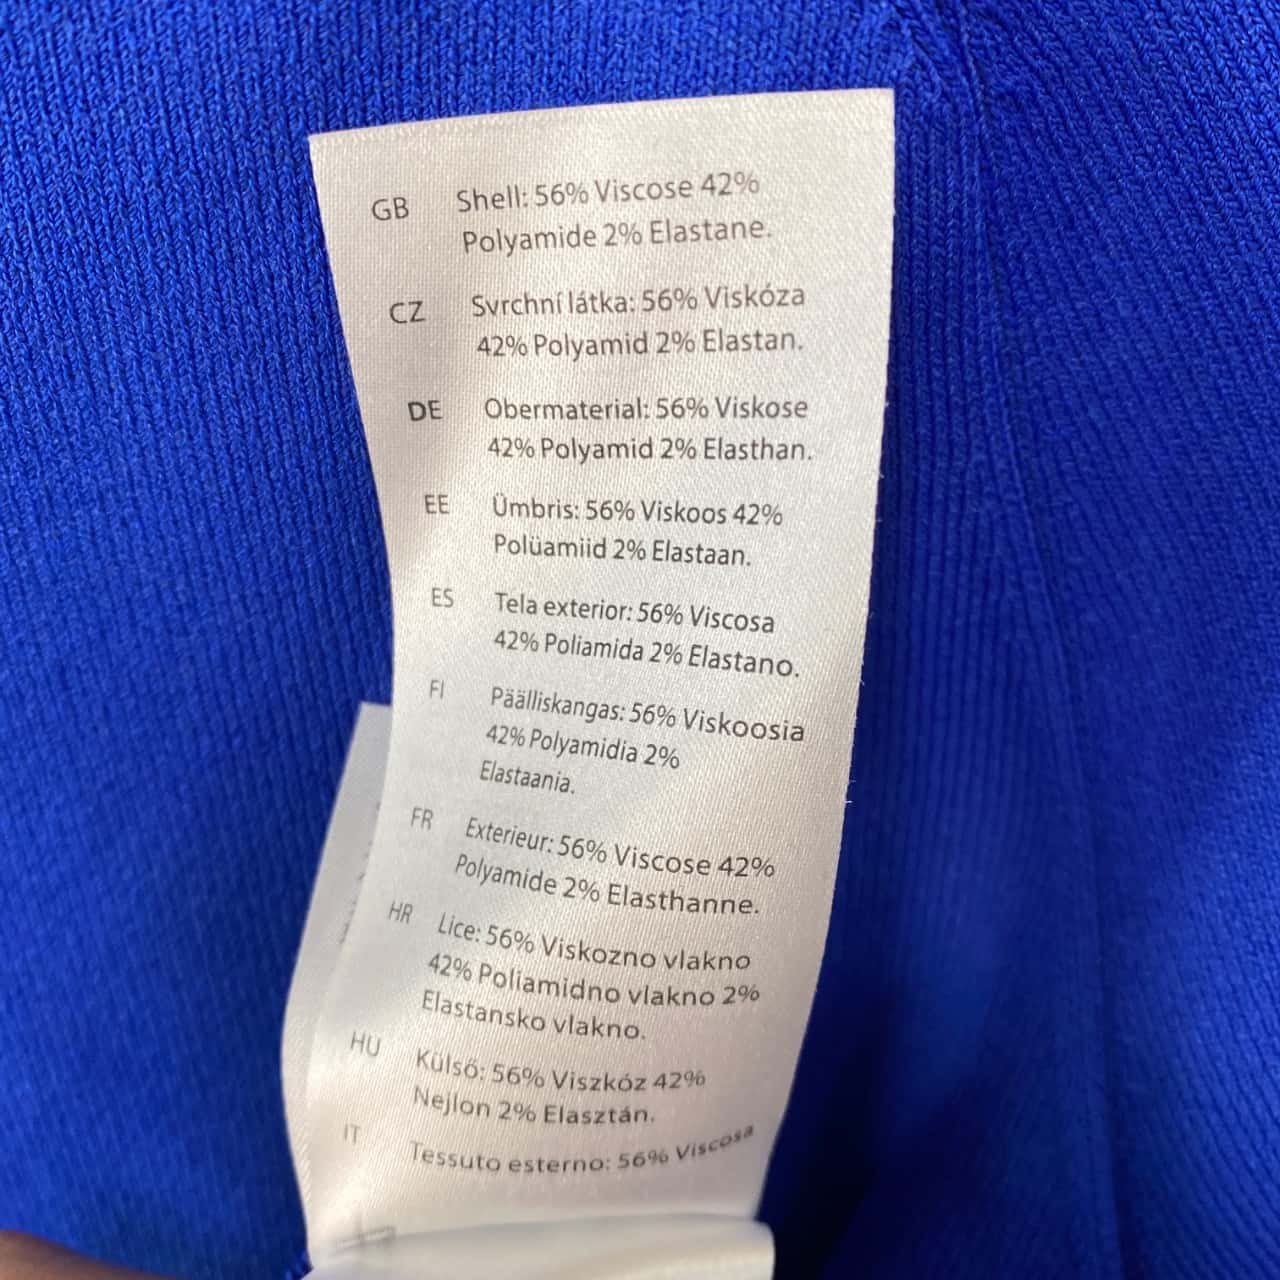 GB Shell: 56% Viscose 42%
Polyamide 2% Elastane.
CZ Svrchní látka: 56% Viskóza
42% Polyamid 2% Elastan.
DE Obermaterial: 56% Viskose
42% Polyamid 2% Elasthan.
EE Ümbris: 56% Viskoos 42%
Polüamiid 2% Elastaan.
ES Tela exterior: 56% Viscosa
42% Poliamida 2% Elastano.
FI Päälliskangas: 56% Viskoosia
42% Polyamidia 2%
Elastaania.
FR Exterieur: 56% Viscose 42%
Polyamide 2% Elasthanne.
HR Lice: 56% Viskozno vlakno
42% Poliamidno vlakno 2%
Elastansko vlakno.
HU Külső: 56% Viszkóz 42%
Nejlon 2% Elasztán.
IT Tessuto esterno: 56% Viscosa